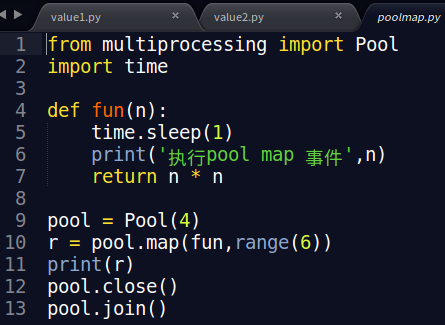 value1.py × value2.py × poolmap.py
1 from multiprocessing import Pool
2 import time
3
4 def fun(n):
5     time.sleep(1)
6     print('执行pool map 事件',n)
7     return n * n
8
9 pool = Pool(4)
10 r = pool.map(fun,range(6))
11 print(r)
12 pool.close()
13 pool.join()